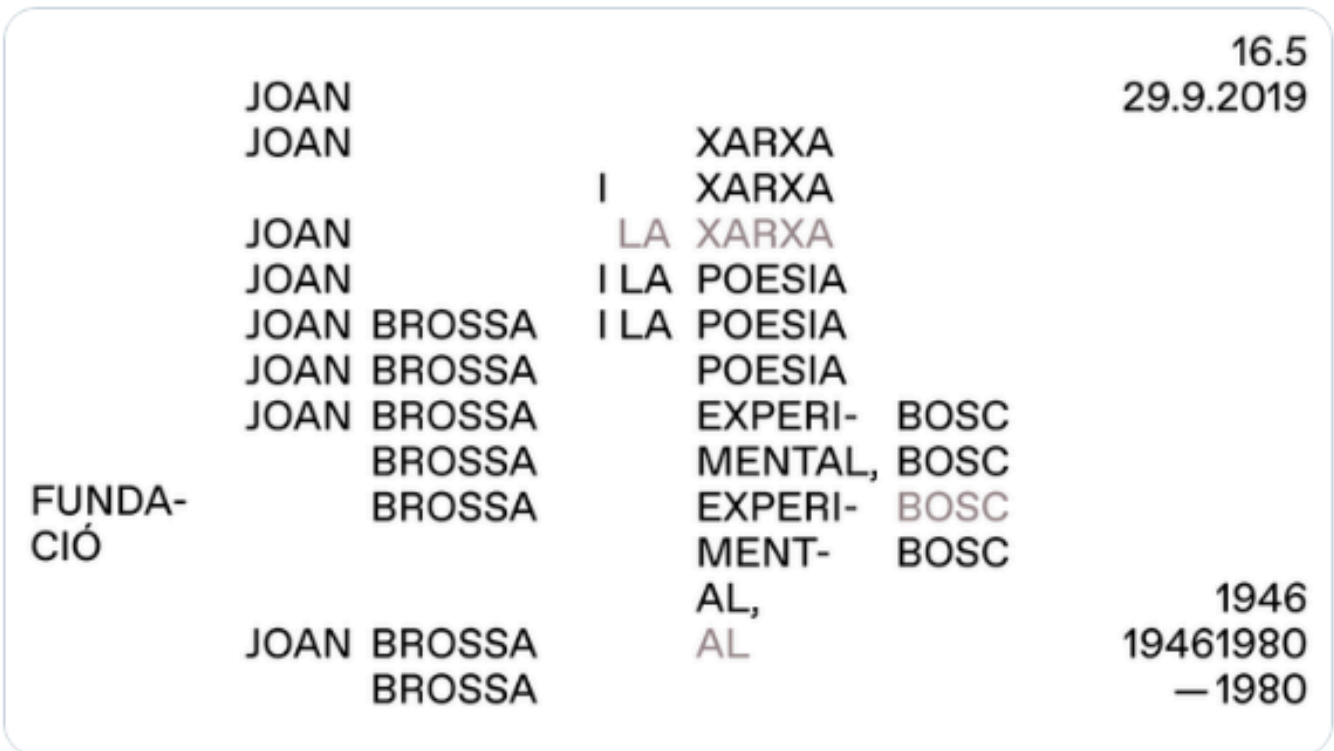 16.5
JOAN 29.9.2019
JOAN XARXA
I XARXA
JOAN LA XARXA
JOAN I LA POESIA
JOAN BROSSA I LA POESIA
JOAN BROSSA POESIA
JOAN BROSSA EXPERI- BOSC
BROSSA MENTAL, BOSC
FUNDA- BROSSA EXPERI- BOSC
CIÓ MENT- BOSC
AL, 1946
JOAN BROSSA AL 19461980
BROSSA —1980